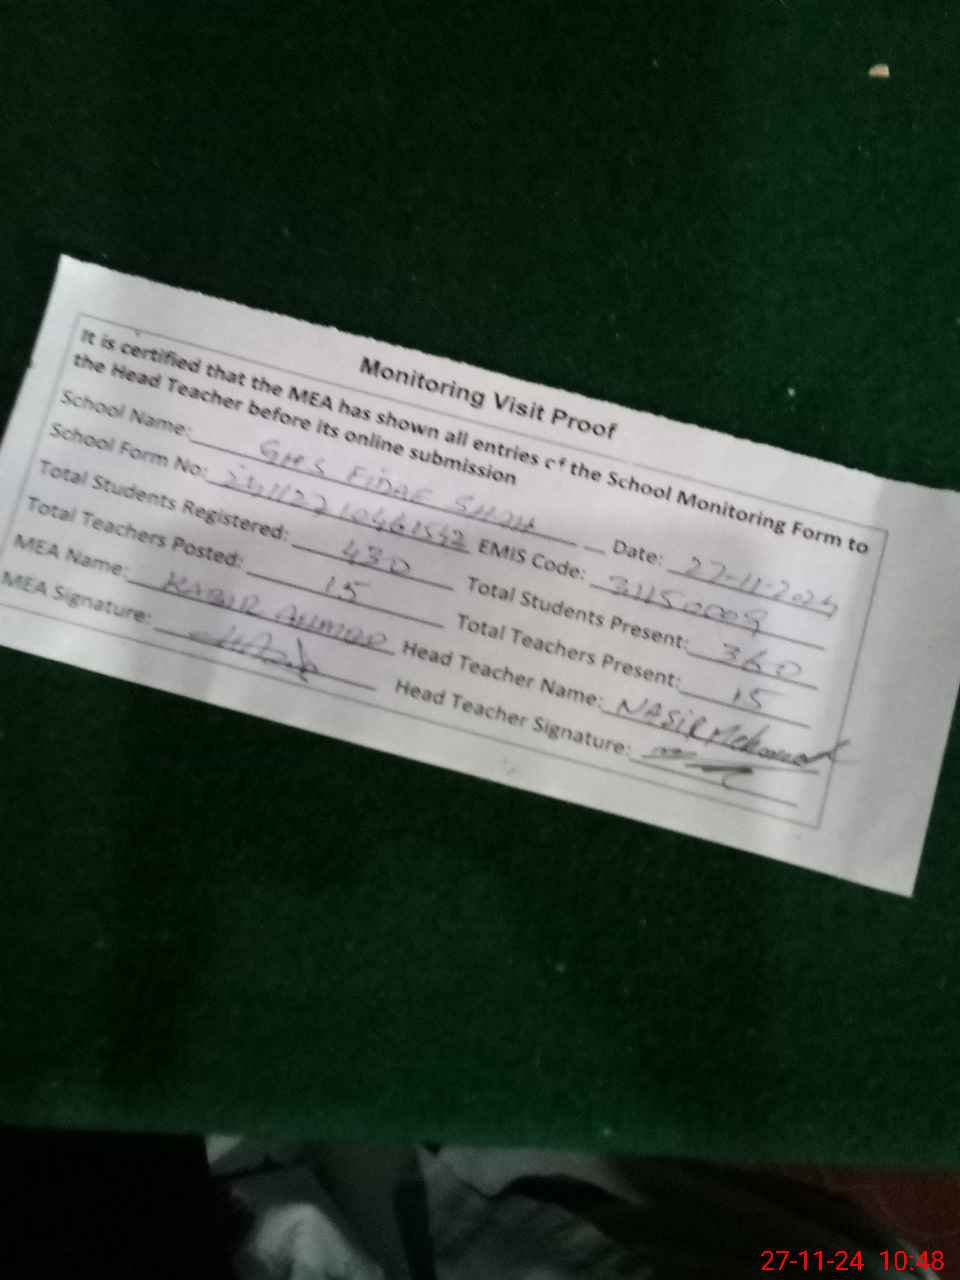 Monitoring Visit Proof
It is certified that the MEA has shown all entries of the School Monitoring Form to
the Head Teacher before its online submission
School Name: GHS FIDAE SHAH Date: 27-11-2024
School Form No: EMIS Code: 31150009
Total Students Registered: 430 Total Students Present: 360
Total Teachers Posted: 15 Total Teachers Present: 15
MEA Name: KABIR AHMAD Head Teacher Name: NASIR Mehmood
MEA Signature: Head Teacher Signature:
27-11-24 10:48